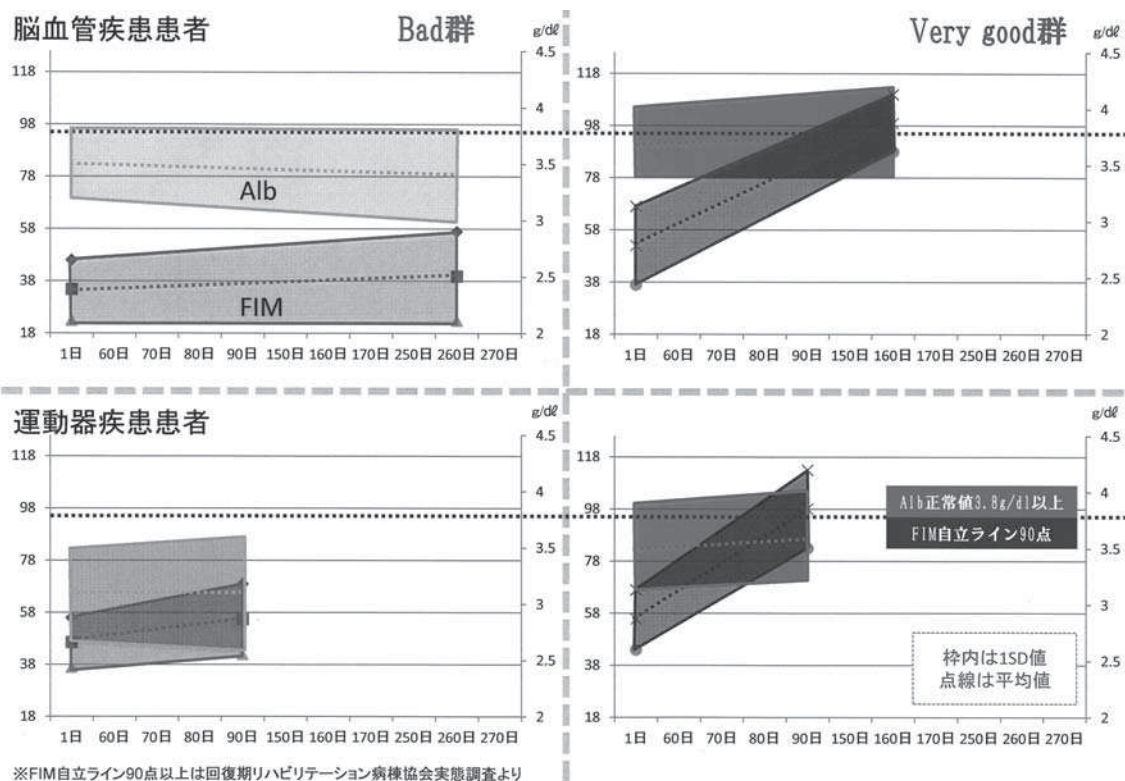 脳血管疾患患者
Bad群
g/dℓ
118
98
78
58
38
18
4.5
4
3.5
3
2.5
2
Alb
FIM
1日 60日 70日 80日 90日 150日 160日 170日 250日 260日 270日
Very good群
g/dℓ
118
98
78
58
38
18
4.5
4
3.5
3
2.5
2
1日 60日 70日 80日 90日 150日 160日 170日 250日 260日 270日
運動器疾患患者
g/dℓ
118
98
78
58
38
18
4.5
4
3.5
3
2.5
2
1日 60日 70日 80日 90日 150日 160日 170日 250日 260日 270日
g/dℓ
118
98
78
58
38
18
4.5
4
3.5
3
2.5
2
Alb正常値3.8g/dl以上
FIM自立ライン90点
枠内は1SD値
点線は平均値
1日 60日 70日 80日 90日 150日 160日 170日 250日 260日 270日
※FIM自立ライン90点以上は回復期リハビリテーション病棟協会実態調査より